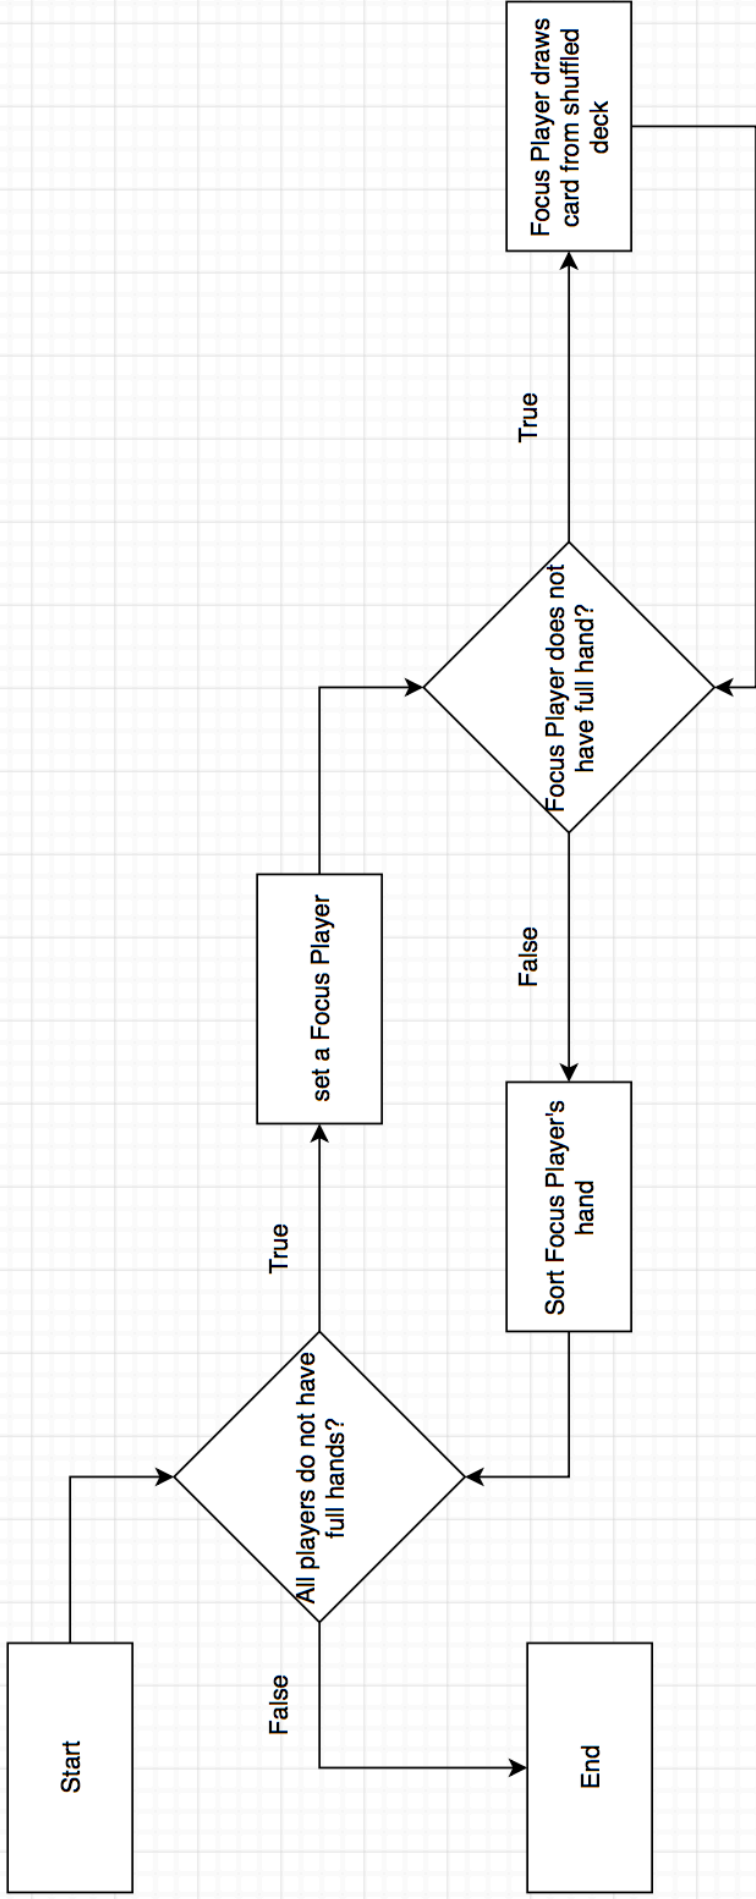 Start
False
End
All players do not have
full hands?
True
set a Focus Player
Sort Focus Player's
hand
False
Focus Player does not
have full hand?
True
Focus Player draws
card from shuffled
deck